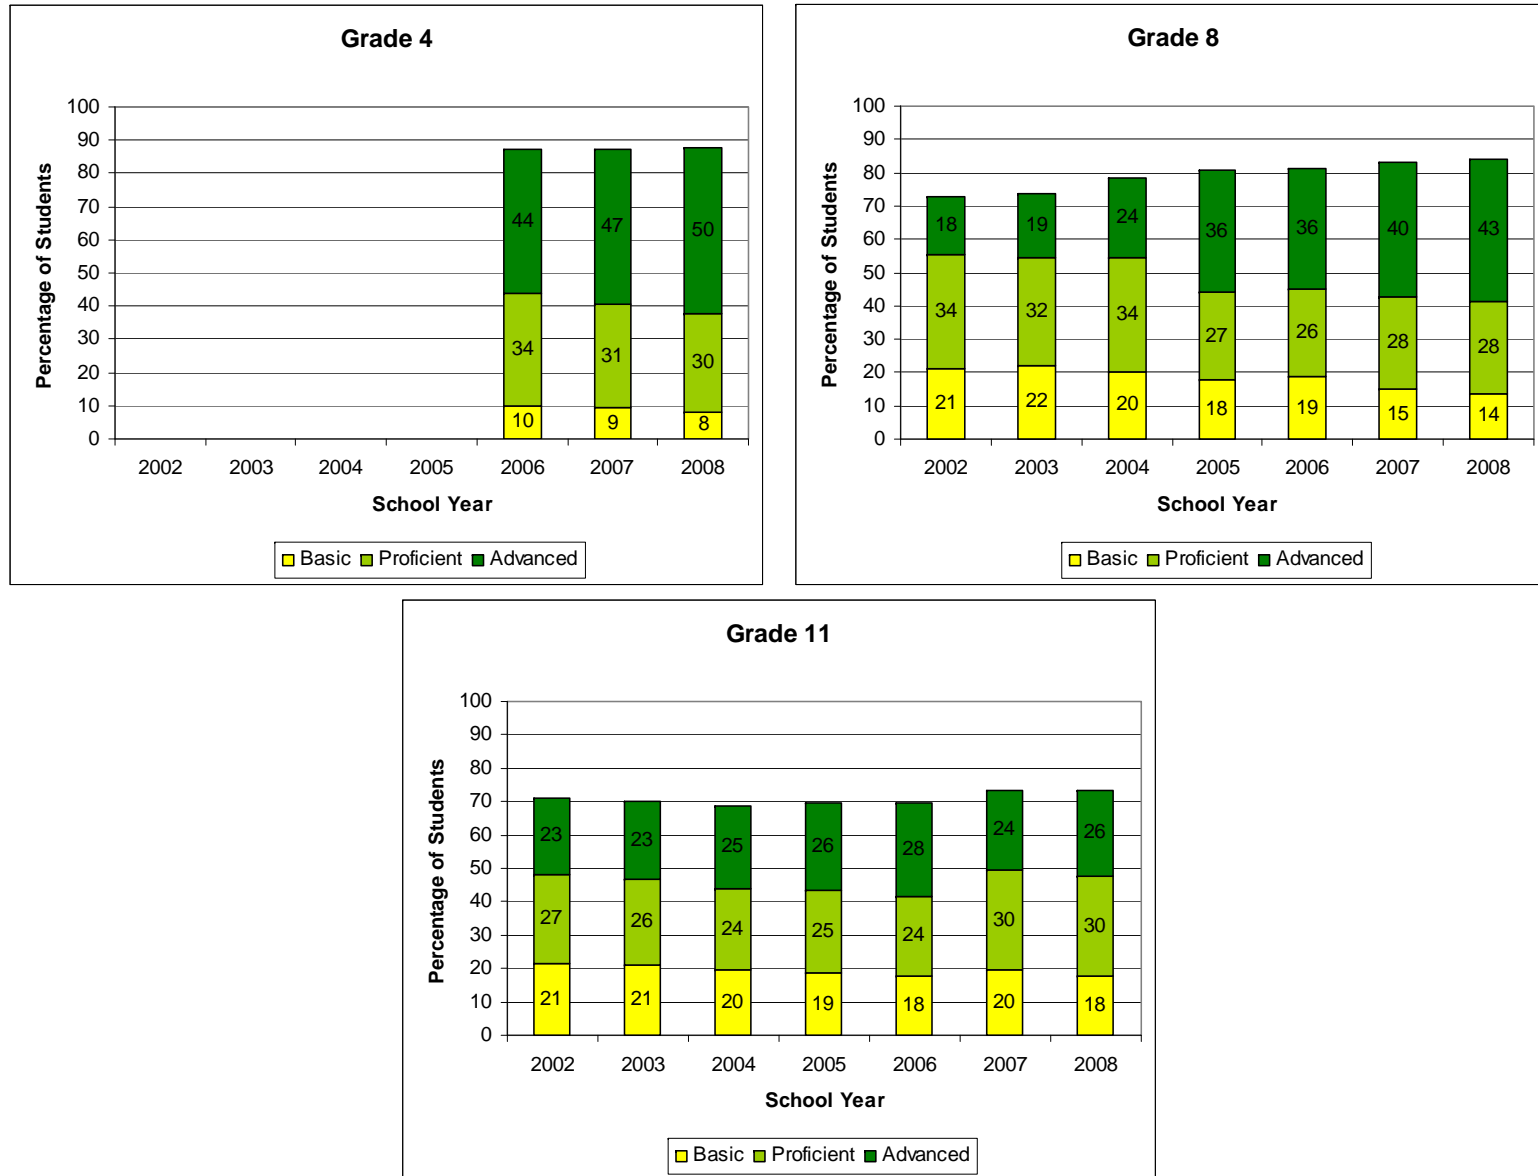 Grade 4
100
90
80
70
60
50
40
30
20
10
0
Percentage of Students
44
47
50
34
31
30
10
9
8
2002 2003 2004 2005 2006 2007 2008
School Year
Basic Proficient Advanced
Grade 8
100
90
80
70
60
50
40
30
20
10
0
Percentage of Students
18 19 24 36 36 40 43
34 32 34 27 26 28 28
21 22 20 18 19 15 14
2002 2003 2004 2005 2006 2007 2008
School Year
Basic Proficient Advanced
Grade 11
100
90
80
70
60
50
40
30
20
10
0
Percentage of Students
23 23 25 26 28 24 26
27 26 24 25 24 30 30
21 21 20 19 18 20 18
2002 2003 2004 2005 2006 2007 2008
School Year
Basic Proficient Advanced